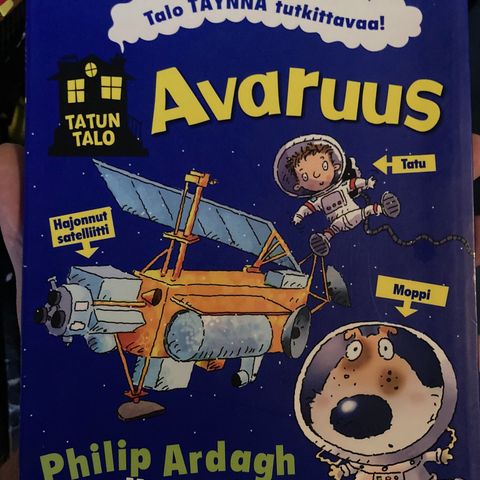 Talo TÄYNNÄ tutkittavaa!
Avaruus
TATUN
TALO
Tatu
Hajonnut
satelliitti
Moppi
Philip Ardagh